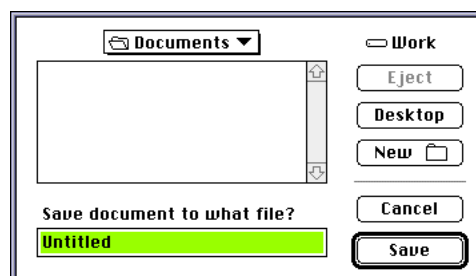 Documents
Work
Eject
Desktop
New
Save document to what file?
Untitled
Cancel
Save